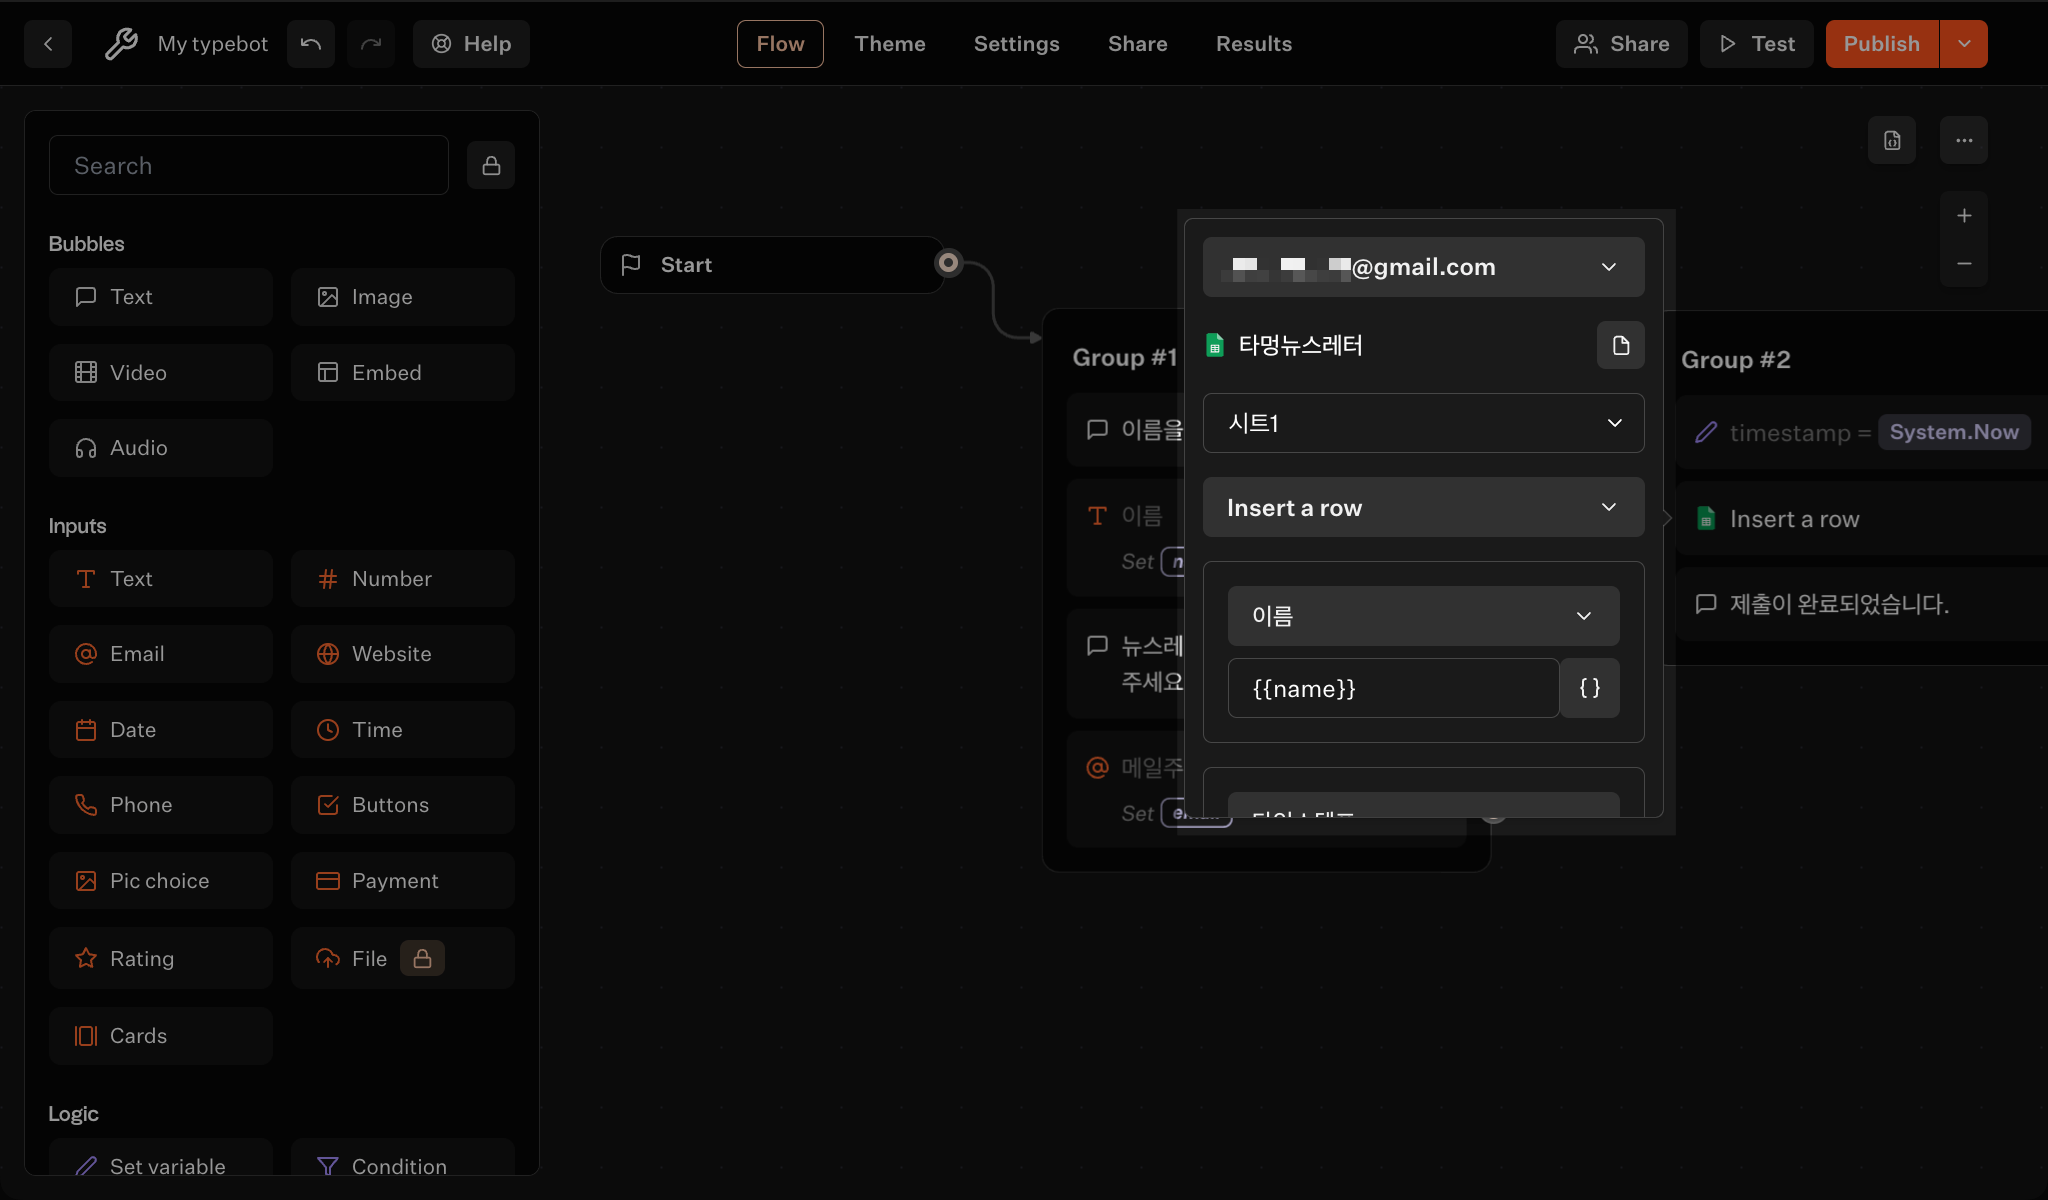 My typebot
Help
Flow
Theme
Settings
Share
Results
Share
Test
Publish
Search
Bubbles
Text
Image
Video
Embed
Audio
Inputs
Text
Number
Email
Website
Date
Time
Phone
Buttons
Pic choice
Payment
Rating
File
Cards
Logic
Set variable
Condition
Start
Group #1
이름을
이름
Set
뉴스레
주세요
메일주
Set
@gmail.com
타멍뉴스레터
시트1
Insert a row
이름
{{name}}
{}
Group #2
timestamp = System.Now
Insert a row
제출이 완료되었습니다.